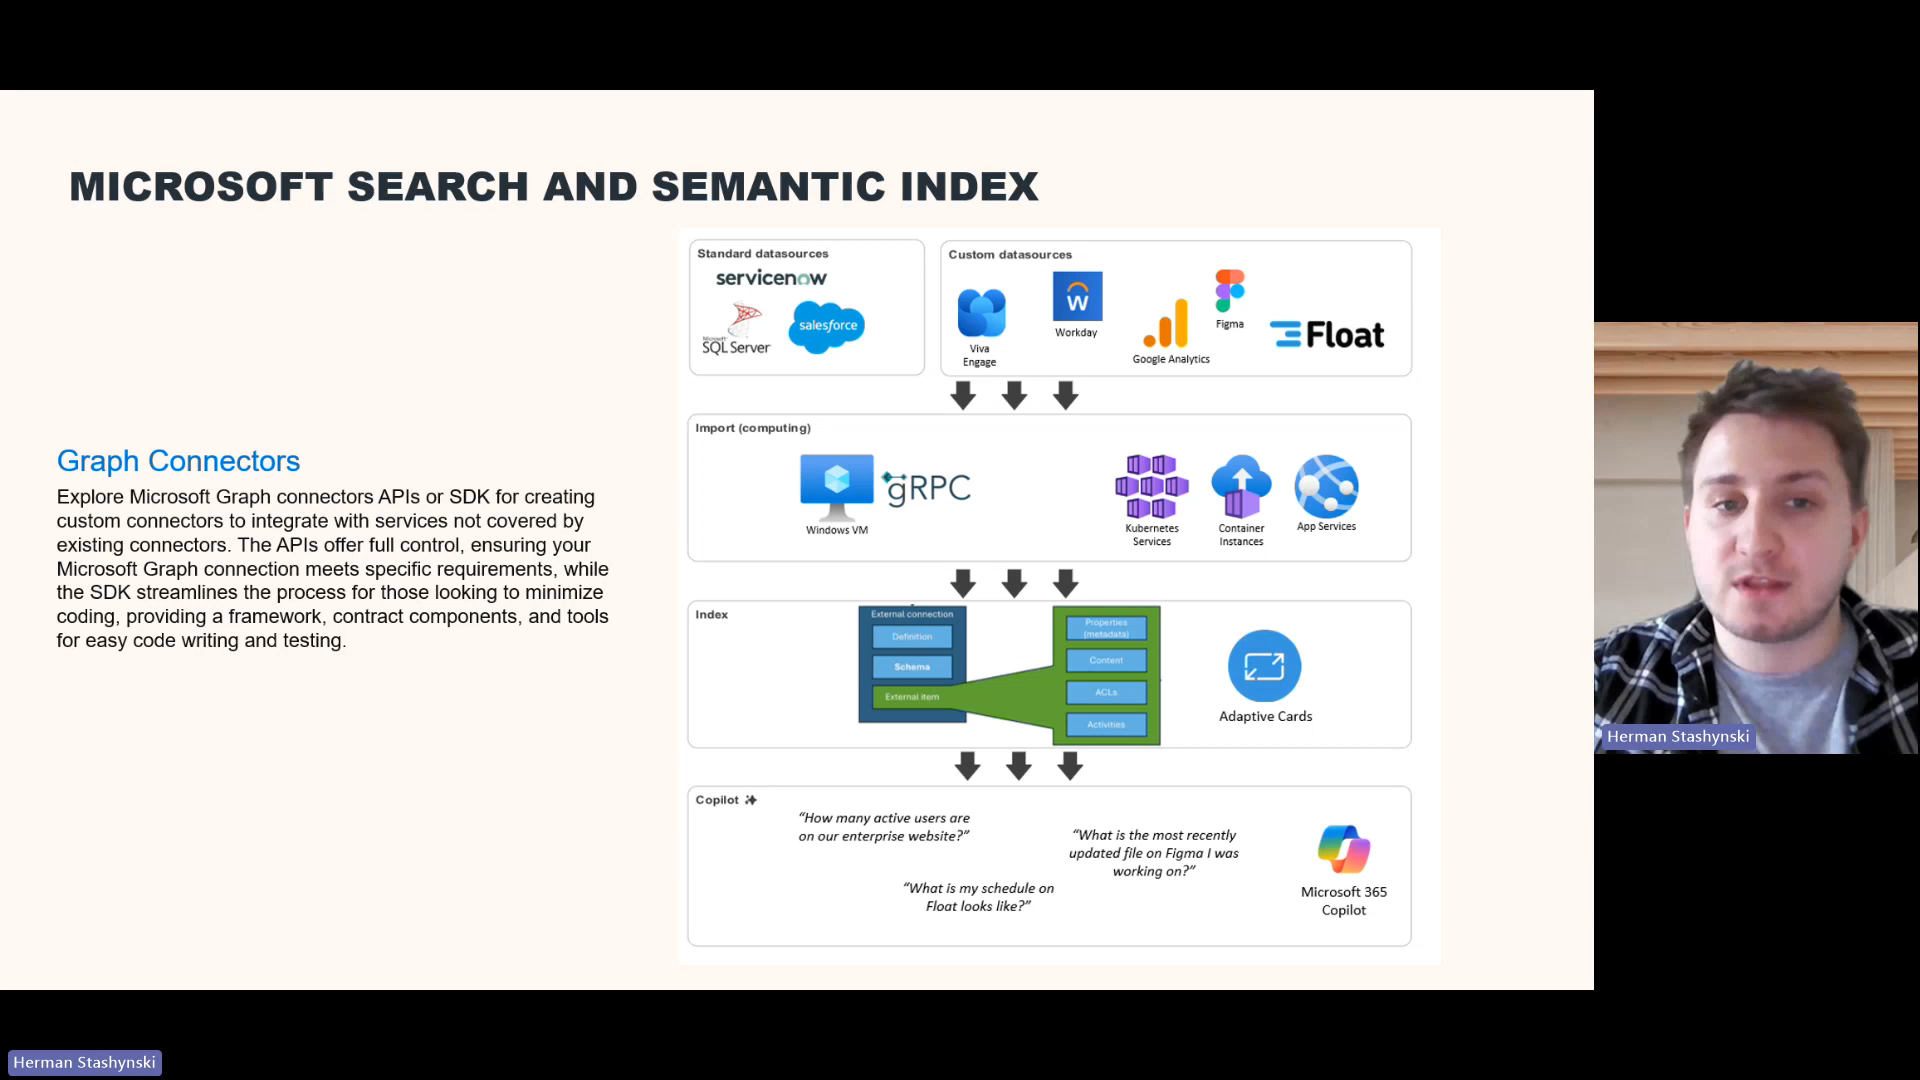 MICROSOFT SEARCH AND SEMANTIC INDEX
Graph Connectors
Explore Microsoft Graph connectors APIs or SDK for creating
custom connectors to integrate with services not covered by
existing connectors. The APIs offer full control, ensuring your
Microsoft Graph connection meets specific requirements, while
the SDK streamlines the process for those looking to minimize
coding, providing a framework, contract components, and tools
for easy code writing and testing.
Standard datasources
servicenow
Microsoft
SQL Server
salesforce
Custom datasources
Viva
Engage
W
Workday
Google Analytics
Figma
Float
Import (computing)
Windows VM
gRPC
Kubernetes
Services
Container
Instances
App Services
Index
External connection
Definition
Schema
External item
Properties
(metadata)
Content
ACLs
Activities
Adaptive Cards
Copilot
“How many active users are
on our enterprise website?”
“What is the most recently
updated file on Figma I was
working on?”
“What is my schedule on
Float looks like?”
Microsoft 365
Copilot
Herman Stashynski
Herman Stashynski